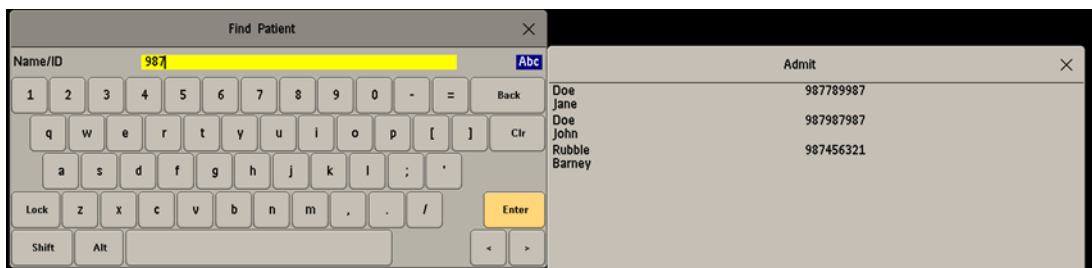 Find Patient ×
Name/ID 987 Abc
1 2 3 4 5 6 7 8 9 0 - = Back
q w e r t y u i o p [ ] Clr
a s d f g h j k l ; '
Lock z x c v b n m , . / Enter
Shift Alt < >
Admit ×
Doe 987789987
Jane
Doe 987987987
John
Rubble 987456321
Barney